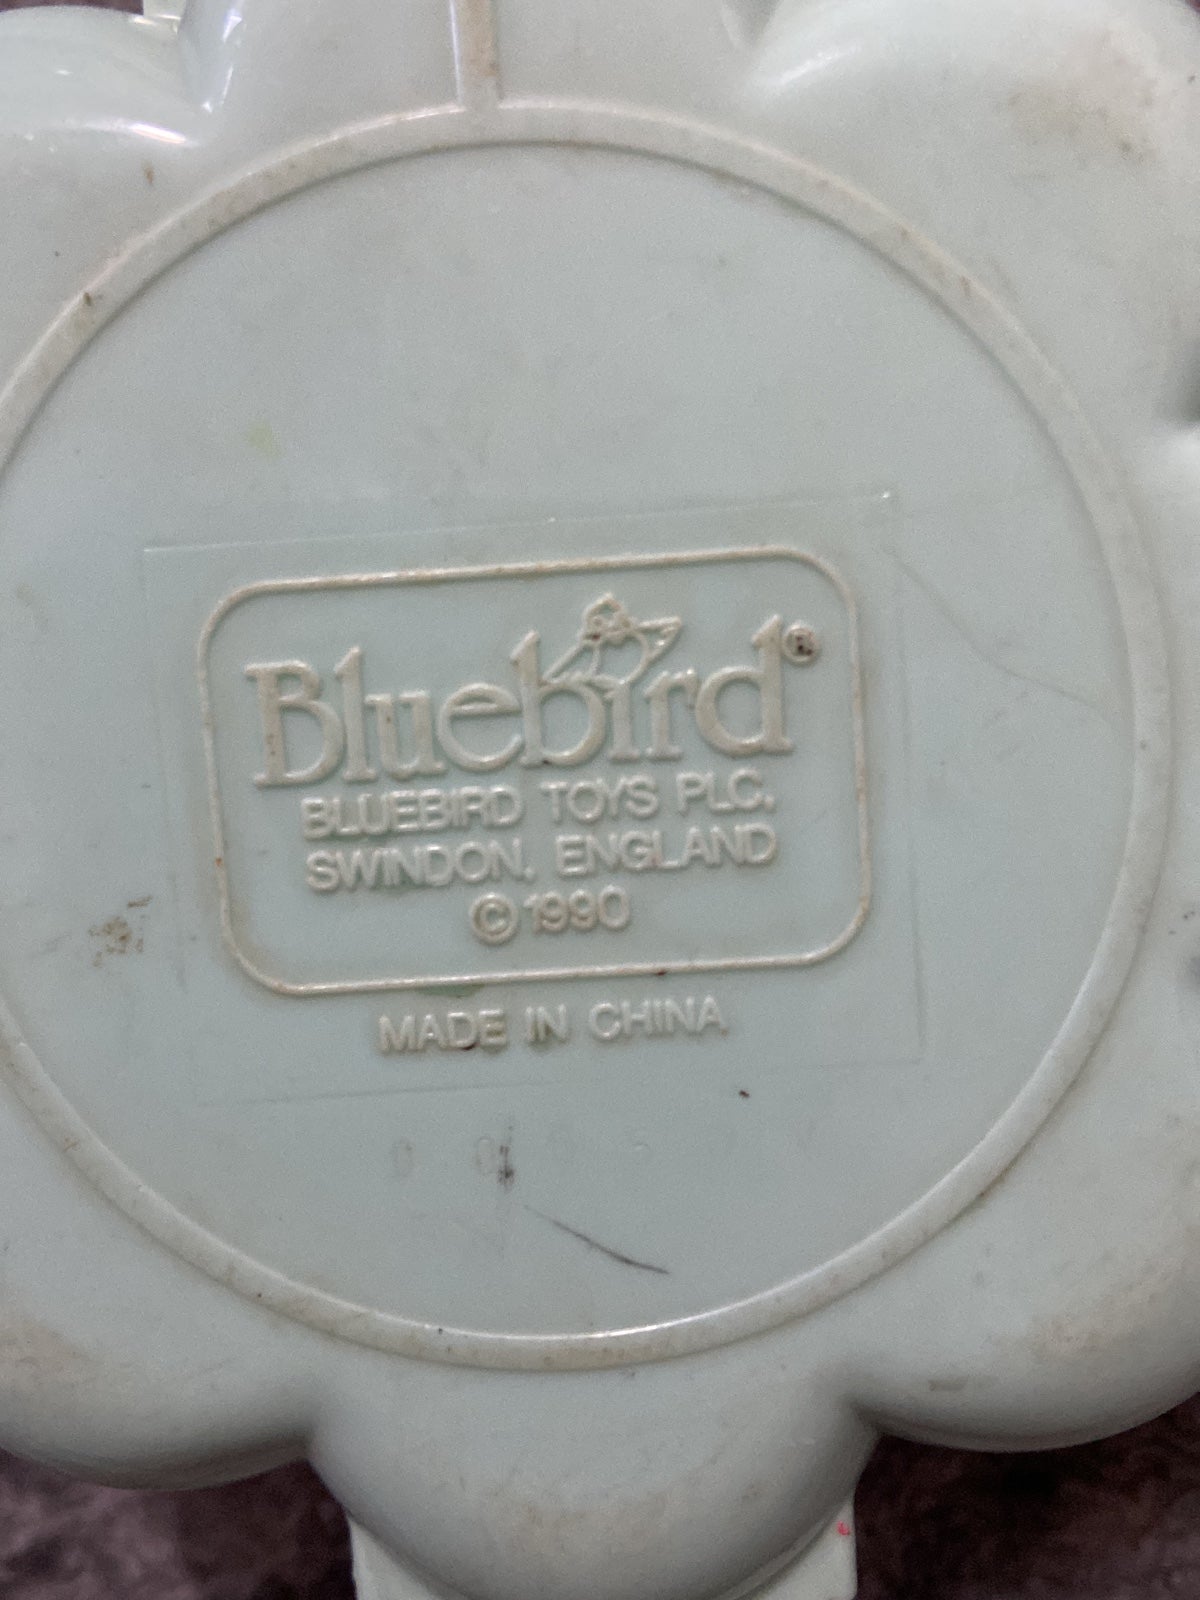 Bluebird®
BLUEBIRD TOYS PLC.
SWINDON, ENGLAND
©1990
MADE IN CHINA